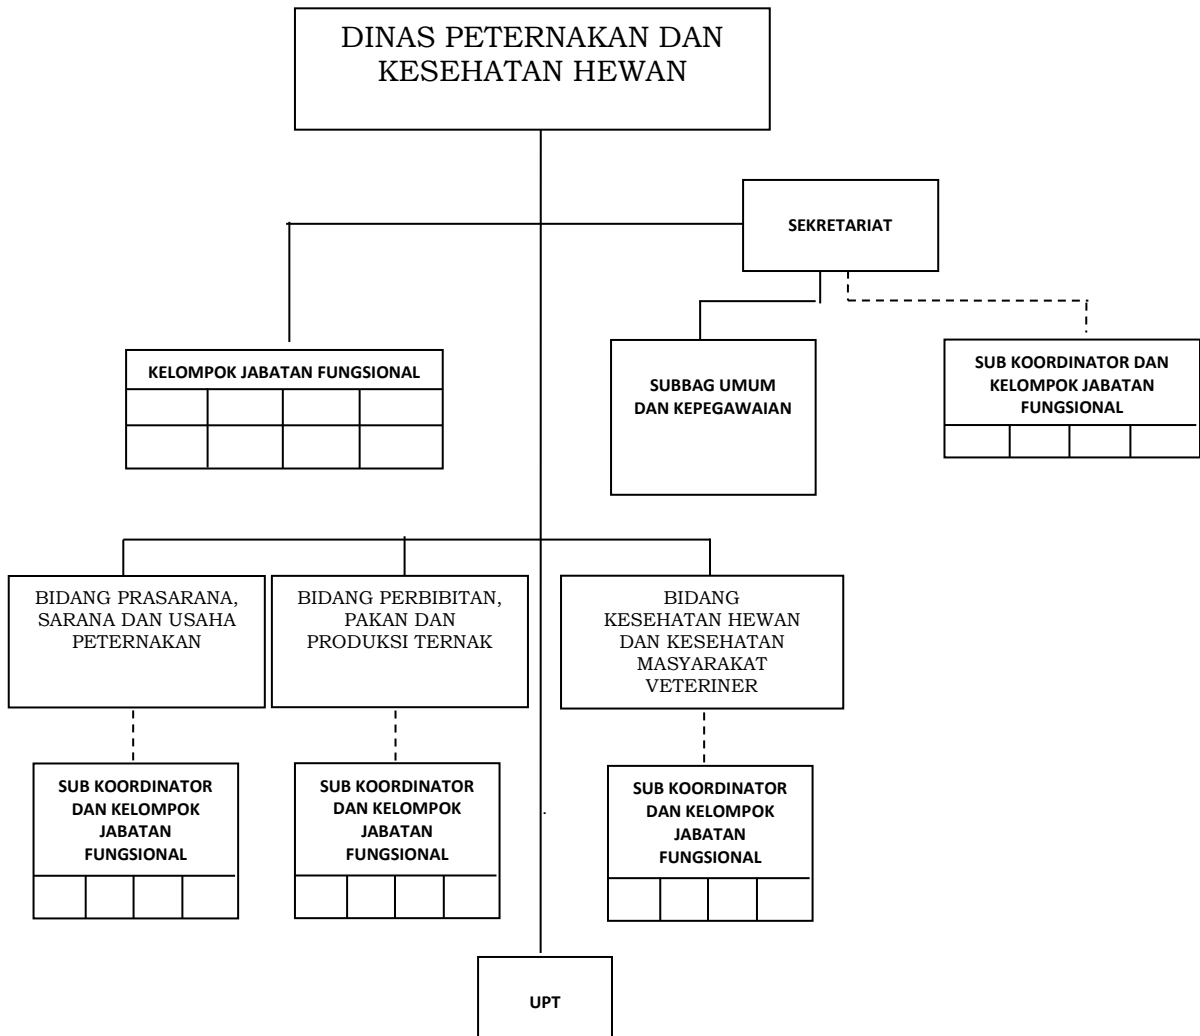 DINAS PETERNAKAN DAN
KESEHATAN HEWAN
SEKRETARIAT
KELOMPOK JABATAN FUNGSIONAL
SUBBAG UMUM
DAN KEPEGAWAIAN
SUB KOORDINATOR DAN
KELOMPOK JABATAN
FUNGSIONAL
BIDANG PRASARANA,
SARANA DAN USAHA
PETERNAKAN
BIDANG PERBIBITAN,
PAKAN DAN
PRODUKSI TERNAK
BIDANG
KESEHATAN HEWAN
DAN KESEHATAN
MASYARAKAT
VETERINER
SUB KOORDINATOR
DAN KELOMPOK
JABATAN
FUNGSIONAL
SUB KOORDINATOR
DAN KELOMPOK
JABATAN
FUNGSIONAL
SUB KOORDINATOR
DAN KELOMPOK
JABATAN
FUNGSIONAL
UPT